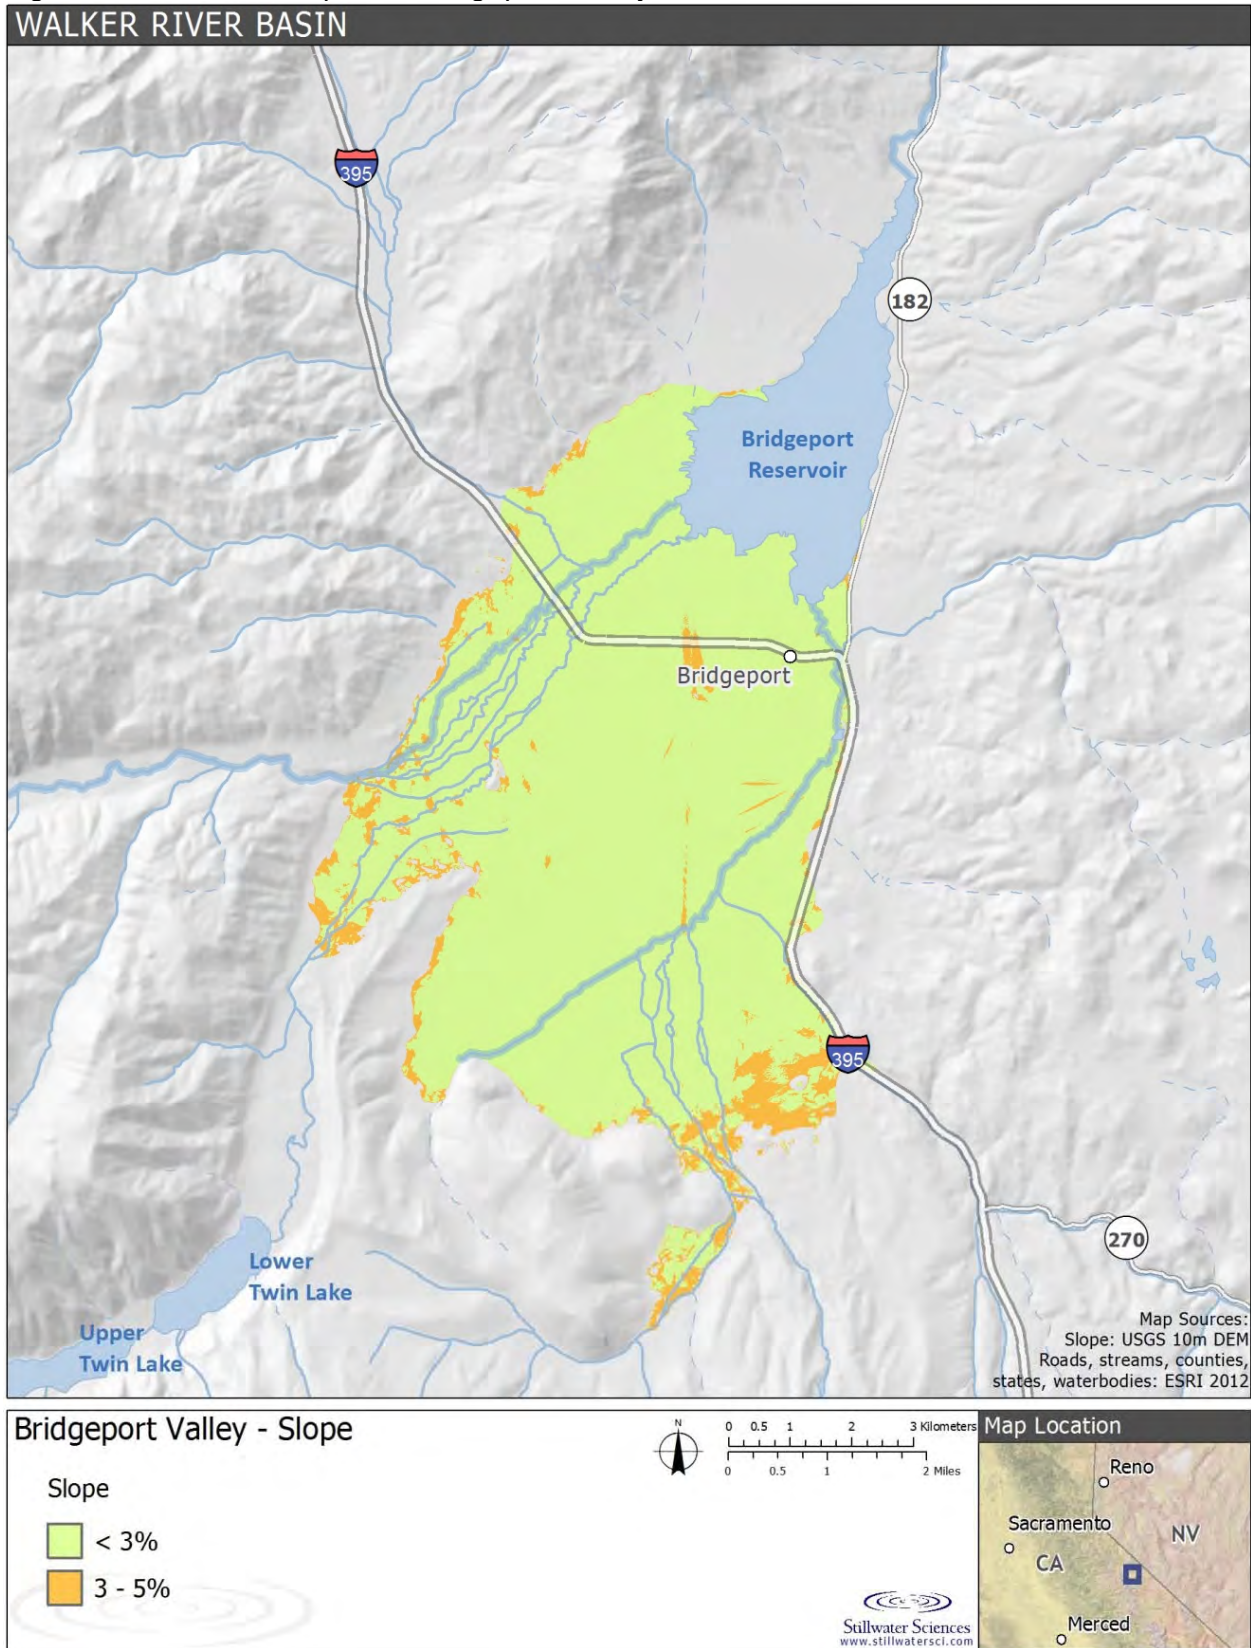 WALKER RIVER BASIN
395
182
Bridgeport
Reservoir
Bridgeport
395
270
Lower
Twin Lake
Upper
Twin Lake
Map Sources:
Slope: USGS 10m DEM
Roads, streams, counties,
states, waterbodies: ESRI 2012
Bridgeport Valley - Slope
Slope
< 3%
3 - 5%
N
0 0.5 1 2 3 Kilometers
0 0.5 1 2 Miles
Stillwater Sciences
www.stillwatersci.com
Map Location
Reno
Sacramento
NV
CA
Merced